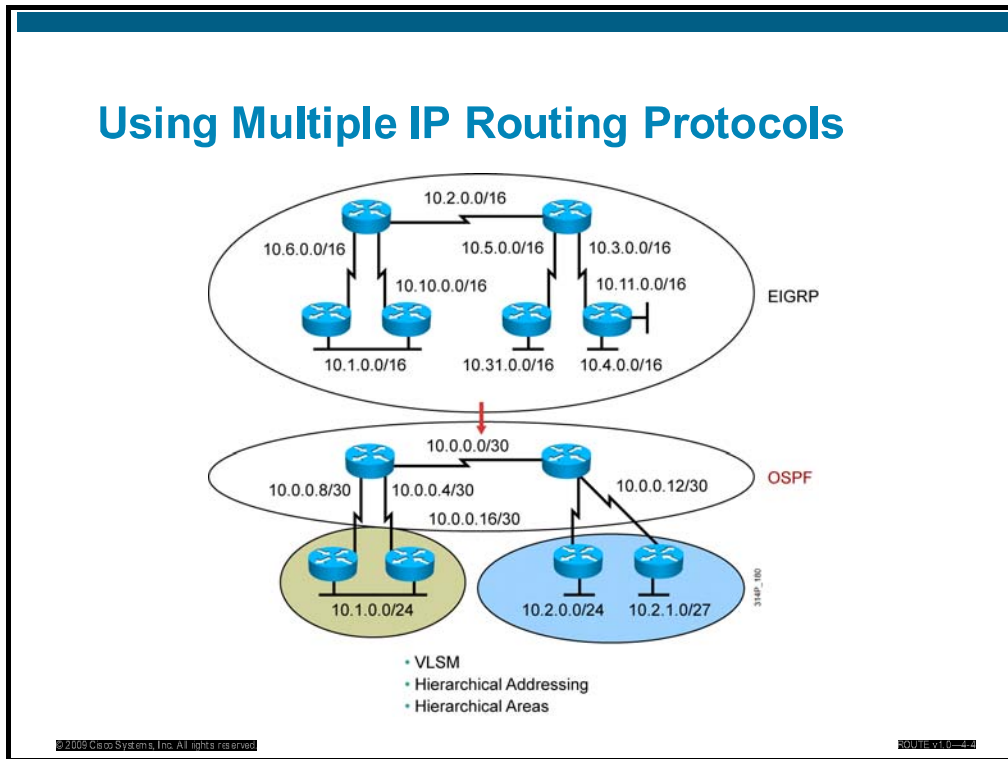 Using Multiple IP Routing Protocols
10.2.0.0/16
10.6.0.0/16
10.5.0.0/16
10.3.0.0/16
10.10.0.0/16
10.11.0.0/16
EIGRP
10.1.0.0/16
10.31.0.0/16
10.4.0.0/16
10.0.0.0/30
OSPF
10.0.0.8/30
10.0.0.4/30
10.0.0.12/30
10.0.0.16/30
10.1.0.0/24
10.2.0.0/24
10.2.1.0/27
314P_180
• VLSM
• Hierarchical Addressing
• Hierarchical Areas
© 2009 Cisco Systems, Inc. All rights reserved.
ROUTE v1.0—4-4